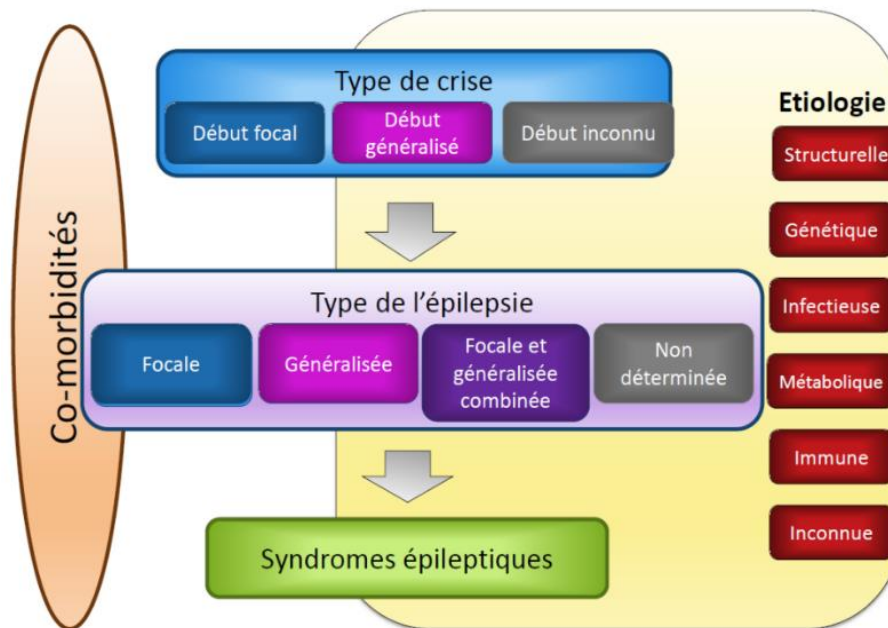 Type de crise
Début focal
Début
généralisé
Début inconnu
Etiologie
Structurelle
Génétique
Infectieuse
Métabolique
Immune
Inconnue
Co-morbidités
Type de l'épilepsie
Focale
Généralisée
Focale et
généralisée
combinée
Non
déterminée
Syndromes épileptiques